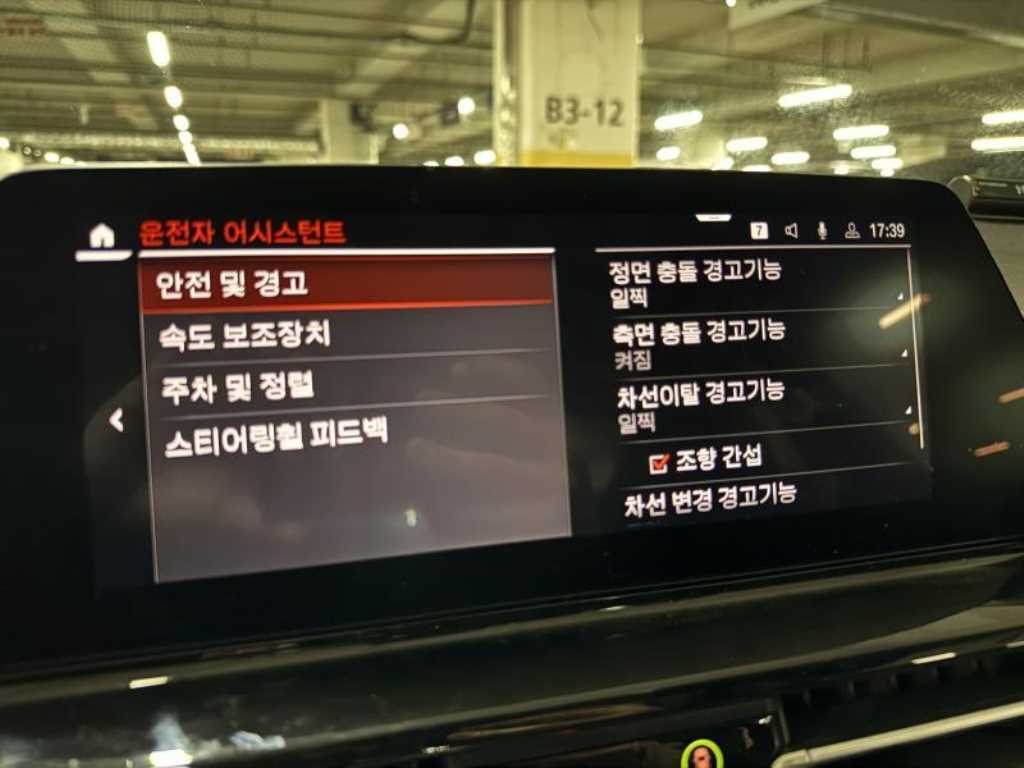 B3-12
운전자 어시스턴트
7
17:39
안전 및 경고
속도 보조장치
주차 및 정렬
스티어링휠 피드백
정면 충돌 경고기능
일찍
측면 충돌 경고기능
켜짐
차선이탈 경고기능
일찍
조향 간섭
차선 변경 경고기능